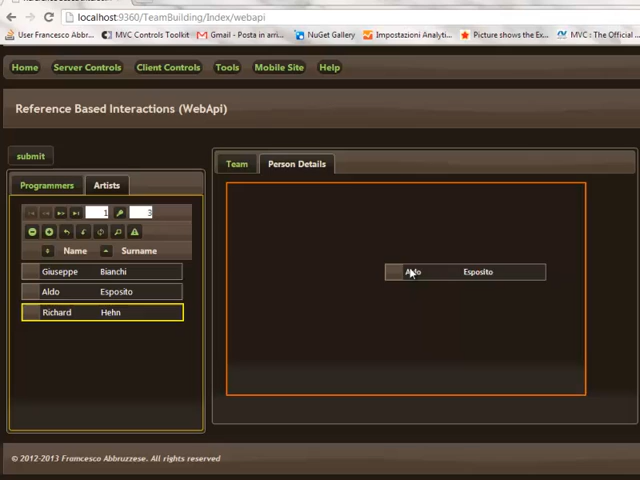 localhost:9360/TeamBuilding/Index/webapi
User Francesco Abbr... MVC Controls Toolkit Gmail - Posta in arr... NuGet Gallery Impostazioni Analyti... Picture shows the Ex... MVC : The Official
Home Server Controls Client Controls Tools Mobile Site Help
Reference Based Interactions (WebApi)
submit
Team Person Details
Programmers Artists
1 3
Name Surname
Giuseppe Bianchi
Aldo Esposito
Aldo Esposito
Richard Hehn
© 2012-2013 Francesco Abbruzzese. All rights reserved